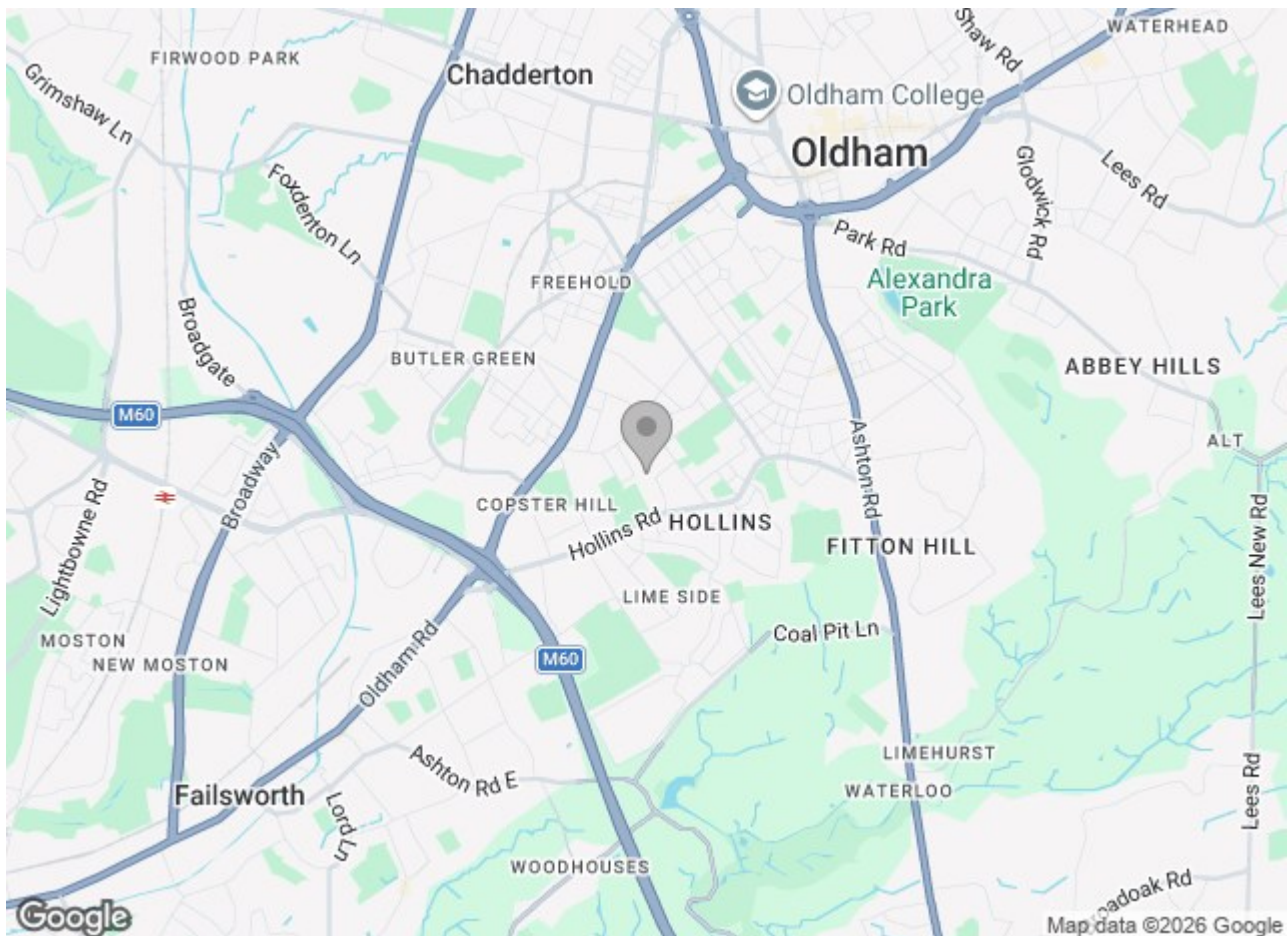 Shaw Rd
WATERHEAD
FIRWOOD PARK
Chadderton
Grimshaw Ln
Oldham College
Oldham
Lees Rd
Glodwick Rd
Foxdenton Ln
Park Rd
FREEHOLD
Alexandra
Park
Broadgate
BUTLER GREEN
ABBEY HILLS
M60
ALT
Ashton Rd
Broadway
Lightbowne Rd
COPSTER HILL
Hollins Rd
HOLLINS
FITTON HILL
Lees New Rd
LIME SIDE
Coal Pit Ln
MOSTON
NEW MOSTON
M60
Oldham Rd
LIMEHURST
Ashton Rd E
WATERLOO
Failsworth
Lord Ln
Lees Rd
WOODHOUSES
adoak Rd
Google
Map data ©2026 Google